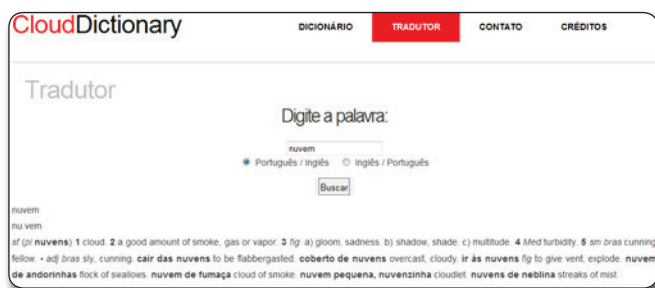 CloudDictionary DICIONÁRIO TRADUTOR CONTATO CRÉDITOS
Tradutor
Digite a palavra:
nuvem
Português / Inglês Inglês / Português
Buscar
nuvem
nu vem
sf (pl nuvens) 1 cloud. 2 a good amount of smoke, gas or vapor. 3 fig. a) gloom, sadness. b) shadow, shade. c) multitude. 4 Med turbidity. 5 sm bras cunning
fellow. • adj bras sly, cunning. cair das nuvens to be flabbergasted. coberto de nuvens overcast, cloudy. ir às nuvens fig to give vent, explode. nuvem
de andorinhas flock of swallows. nuvem de fumaça cloud of smoke. nuvem pequena, nuvenzinha cloudlet. nuvens de neblina streaks of mist.